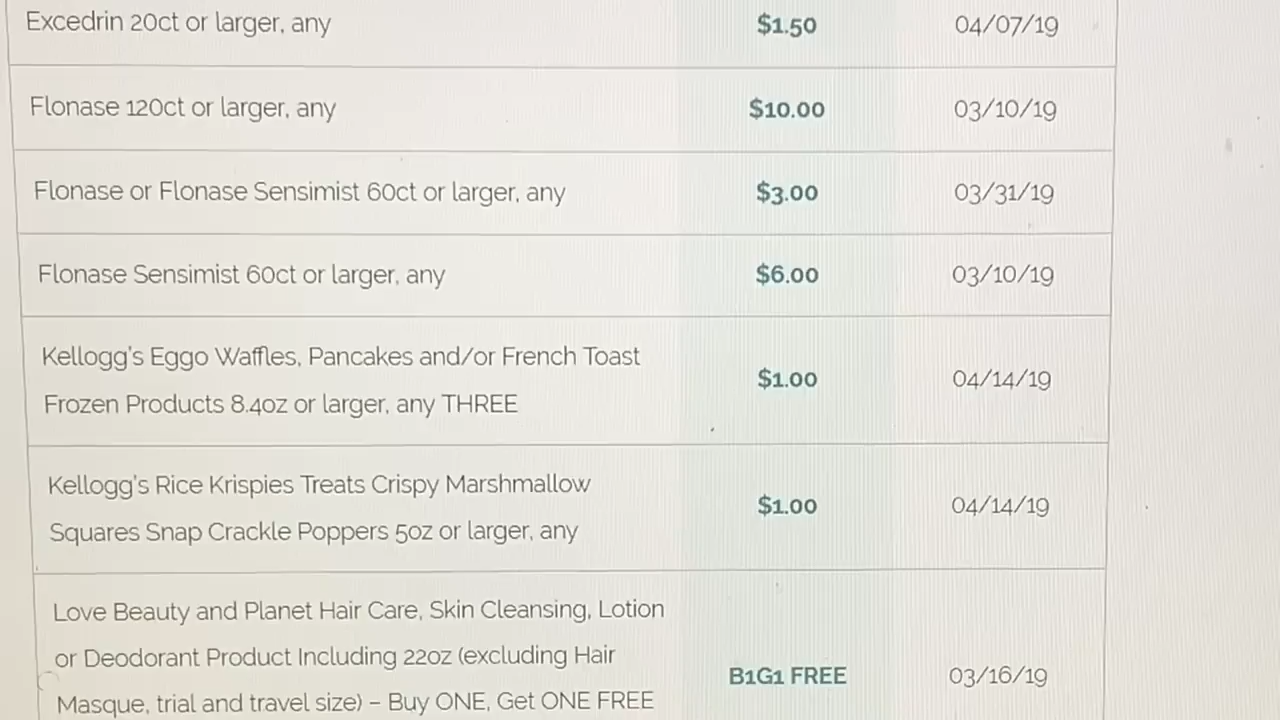 Excedrin 20ct or larger, any $1.50 04/07/19
Flonase 120ct or larger, any $10.00 03/10/19
Flonase or Flonase Sensimist 60ct or larger, any $3.00 03/31/19
Flonase Sensimist 60ct or larger, any $6.00 03/10/19
Kellogg's Eggo Waffles, Pancakes and/or French Toast
Frozen Products 8.4oz or larger, any THREE
$1.00 04/14/19
Kellogg's Rice Krispies Treats Crispy Marshmallow
Squares Snap Crackle Poppers 5oz or larger, any
$1.00 04/14/19
Love Beauty and Planet Hair Care, Skin Cleansing, Lotion
or Deodorant Product Including 22oz (excluding Hair
Masque, trial and travel size) – Buy ONE, Get ONE FREE
B1G1 FREE 03/16/19